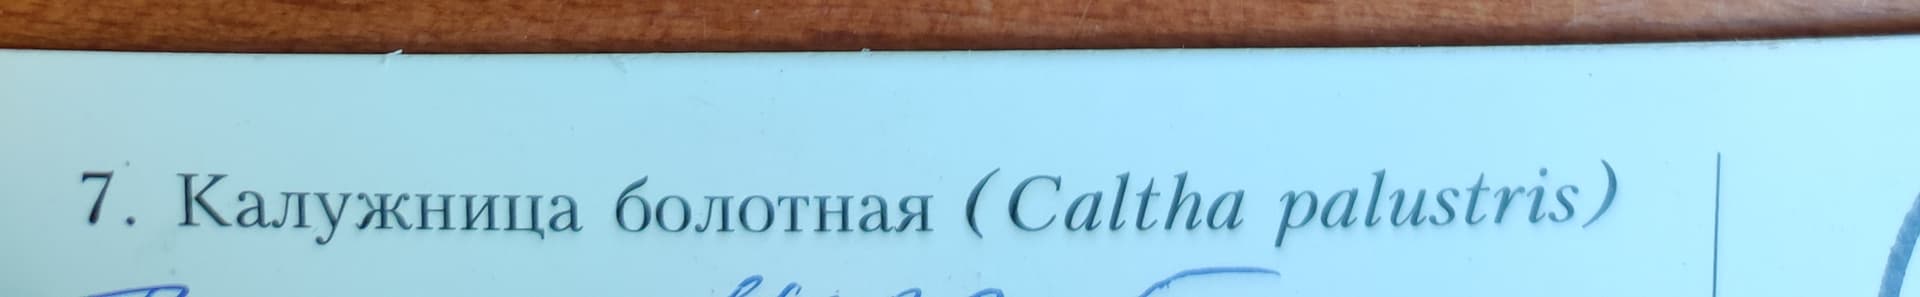 7. Калужница болотная (Caltha palustris)